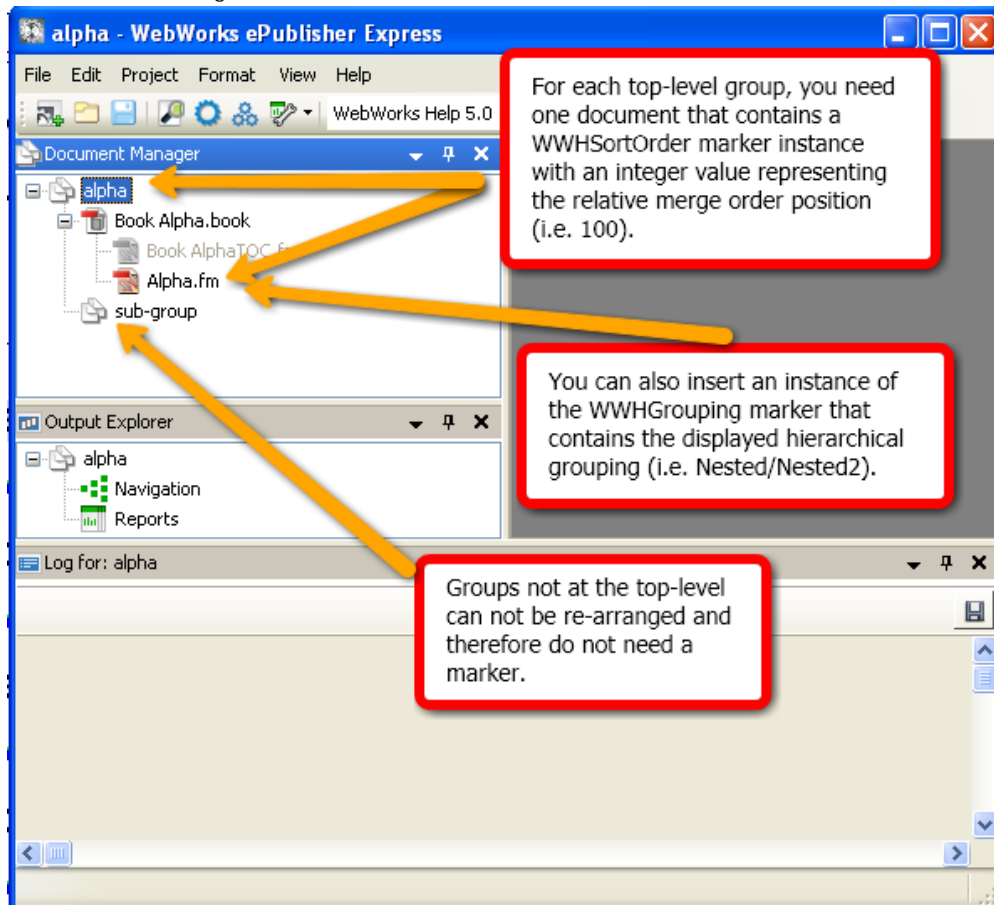 alpha - WebWorks ePublisher Express
File Edit Project Format View Help
WebWorks Help 5.0
For each top-level group, you need
one document that contains a
WWHSortOrder marker instance
with an integer value representing
the relative merge order position
(i.e. 100).
Document Manager
alpha
Book Alpha.book
Book AlphaTOC.f
Alpha.fm
sub-group
You can also insert an instance of
the WWHGrouping marker that
contains the displayed hierarchical
grouping (i.e. Nested/Nested2).
Output Explorer
alpha
Navigation
Reports
Log for: alpha
Groups not at the top-level
can not be re-arranged and
therefore do not need a
marker.